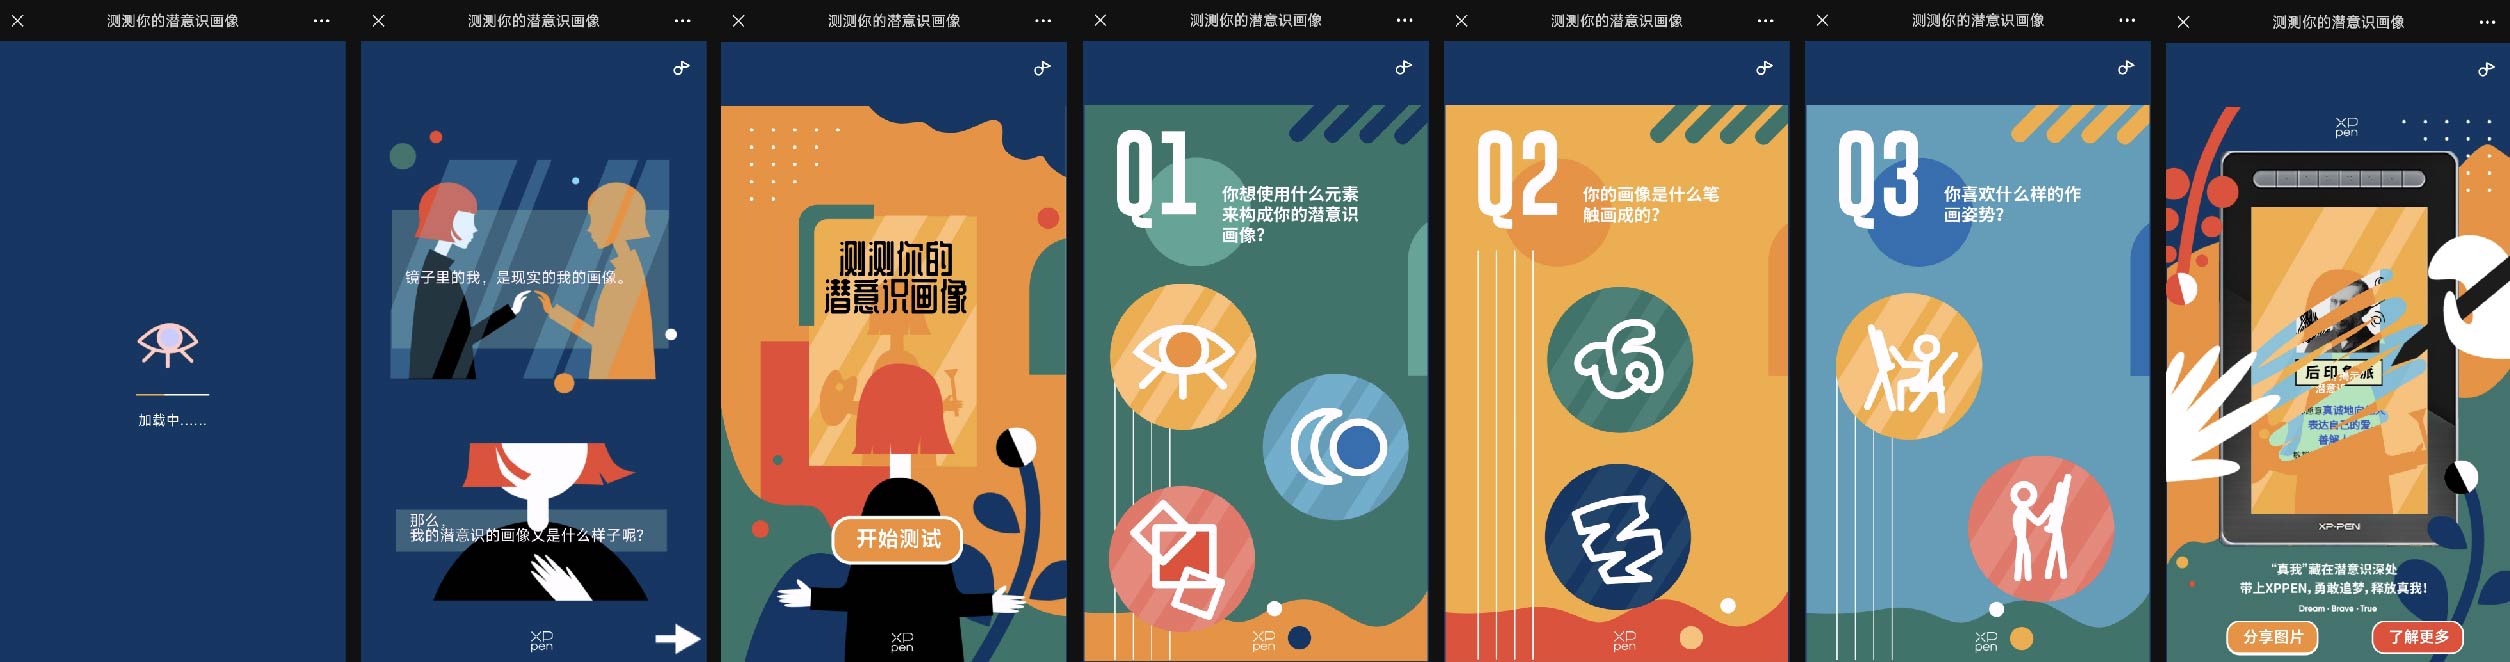 测测你的潜意识画像
加载中......
测测你的潜意识画像
镜子里的我，是现实的我的画像。
那么，
我的潜意识的画像又是什么样子呢？
测测你的潜意识画像
测测你的
潜意识画像
开始测试
XP
pen
测测你的潜意识画像
Q1
你想使用什么元素
来构成你的潜意识
画像？
XP
pen
测测你的潜意识画像
Q2
你的画像是什么笔
触画成的？
XP
pen
测测你的潜意识画像
Q3
你喜欢什么样的作
画姿势？
XP
pen
测测你的潜意识画像
XP
pen
后印象派
真诚地向
表达自己的爱
善解
XP-PEN
“真我”藏在潜意识深处
带上XPPEN，勇敢追梦，释放真我！
Dream · Brave · True
分享图片
了解更多